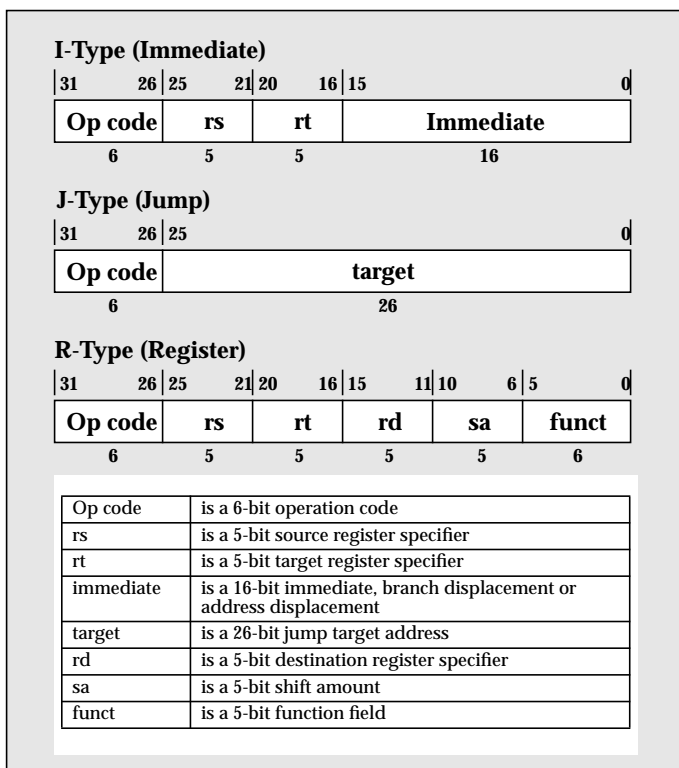 I-Type (Immediate)
31 26 25 21 20 16 15 0
Op code rs rt Immediate
6 5 5 16
J-Type (Jump)
31 26 25 0
Op code target
6 26
R-Type (Register)
31 26 25 21 20 16 15 11 10 6 5 0
Op code rs rt rd sa funct
6 5 5 5 5 6
Op code is a 6-bit operation code
rs is a 5-bit source register specifier
rt is a 5-bit target register specifier
immediate is a 16-bit immediate, branch displacement or
address displacement
target is a 26-bit jump target address
rd is a 5-bit destination register specifier
sa is a 5-bit shift amount
funct is a 5-bit function field